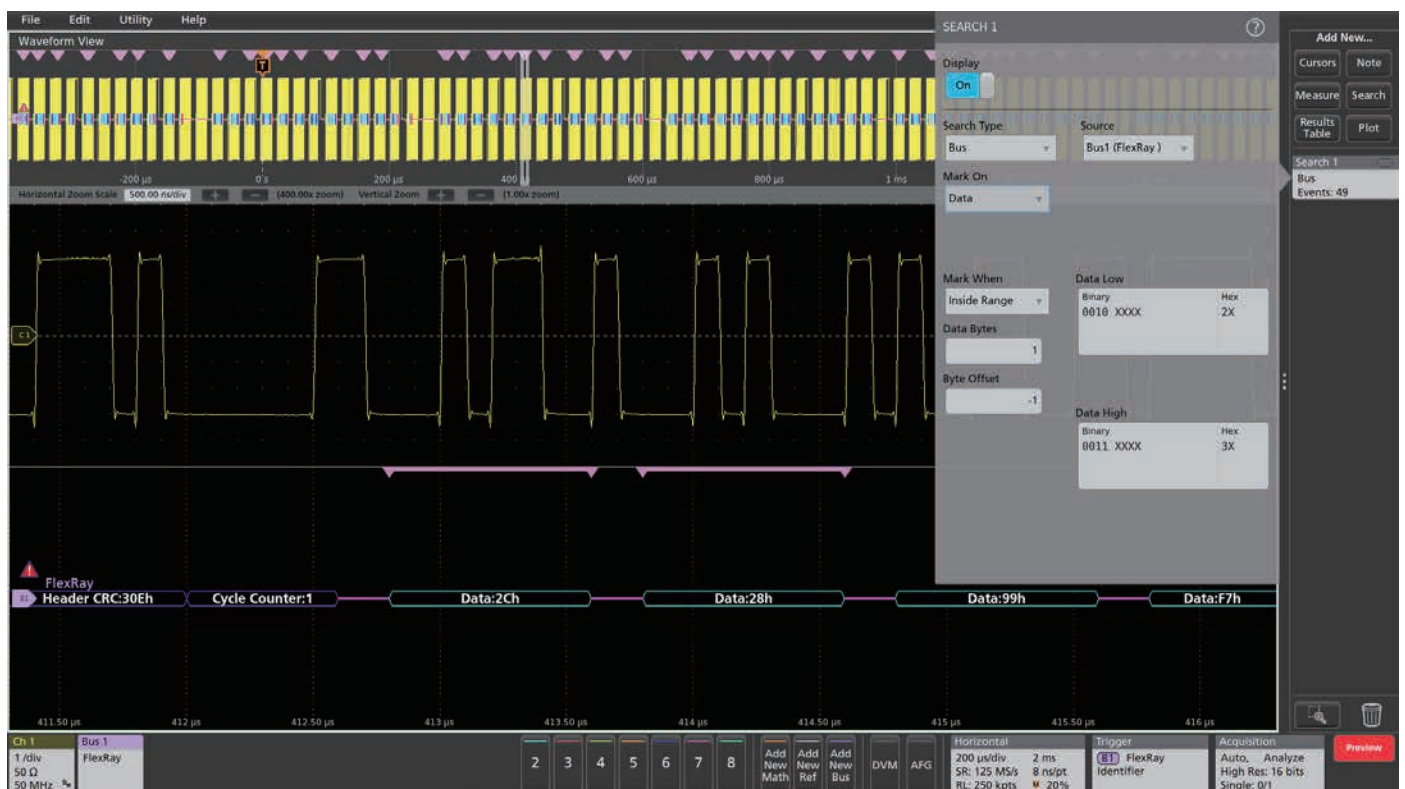 File Edit Utility Help
Waveform View
T
-200 µs 0 s 200 µs 400 µs 600 µs 800 µs 1 ms
Horizontal Zoom Scale 500.00 ns/div + - (400.00x zoom) Vertical Zoom + - (1.00x zoom)
C1
FlexRay
B1 Header CRC:30Eh Cycle Counter:1 Data:2Ch Data:28h Data:99h Data:F7h
411.50 µs 412 µs 412.50 µs 413 µs 413.50 µs 414 µs 414.50 µs 415 µs 415.50 µs 416 µs
SEARCH 1 ?
Display
On
Search Type Source
Bus Bus1 (FlexRay )
Mark On
Data
Mark When Data Low
Inside Range Binary Hex
0010 XXXX 2X
Data Bytes
1
Byte Offset
-1
Data High
Binary Hex
0011 XXXX 3X
Add New...
Cursors Note
Measure Search
Results Table Plot
Search 1
Bus
Events: 49
Ch 1
1 /div
50 Ω
50 MHz
Bus 1
FlexRay
2 3 4 5 6 7 8
Add New Math
Add New Ref
Add New Bus
DVM AFG
Horizontal
200 µs/div 2 ms
SR: 125 MS/s 8 ns/pt
RL: 250 kpts 20%
Trigger
B1 FlexRay
Identifier
Acquisition
Auto, Analyze
High Res: 16 bits
Single: 0/1
Preview